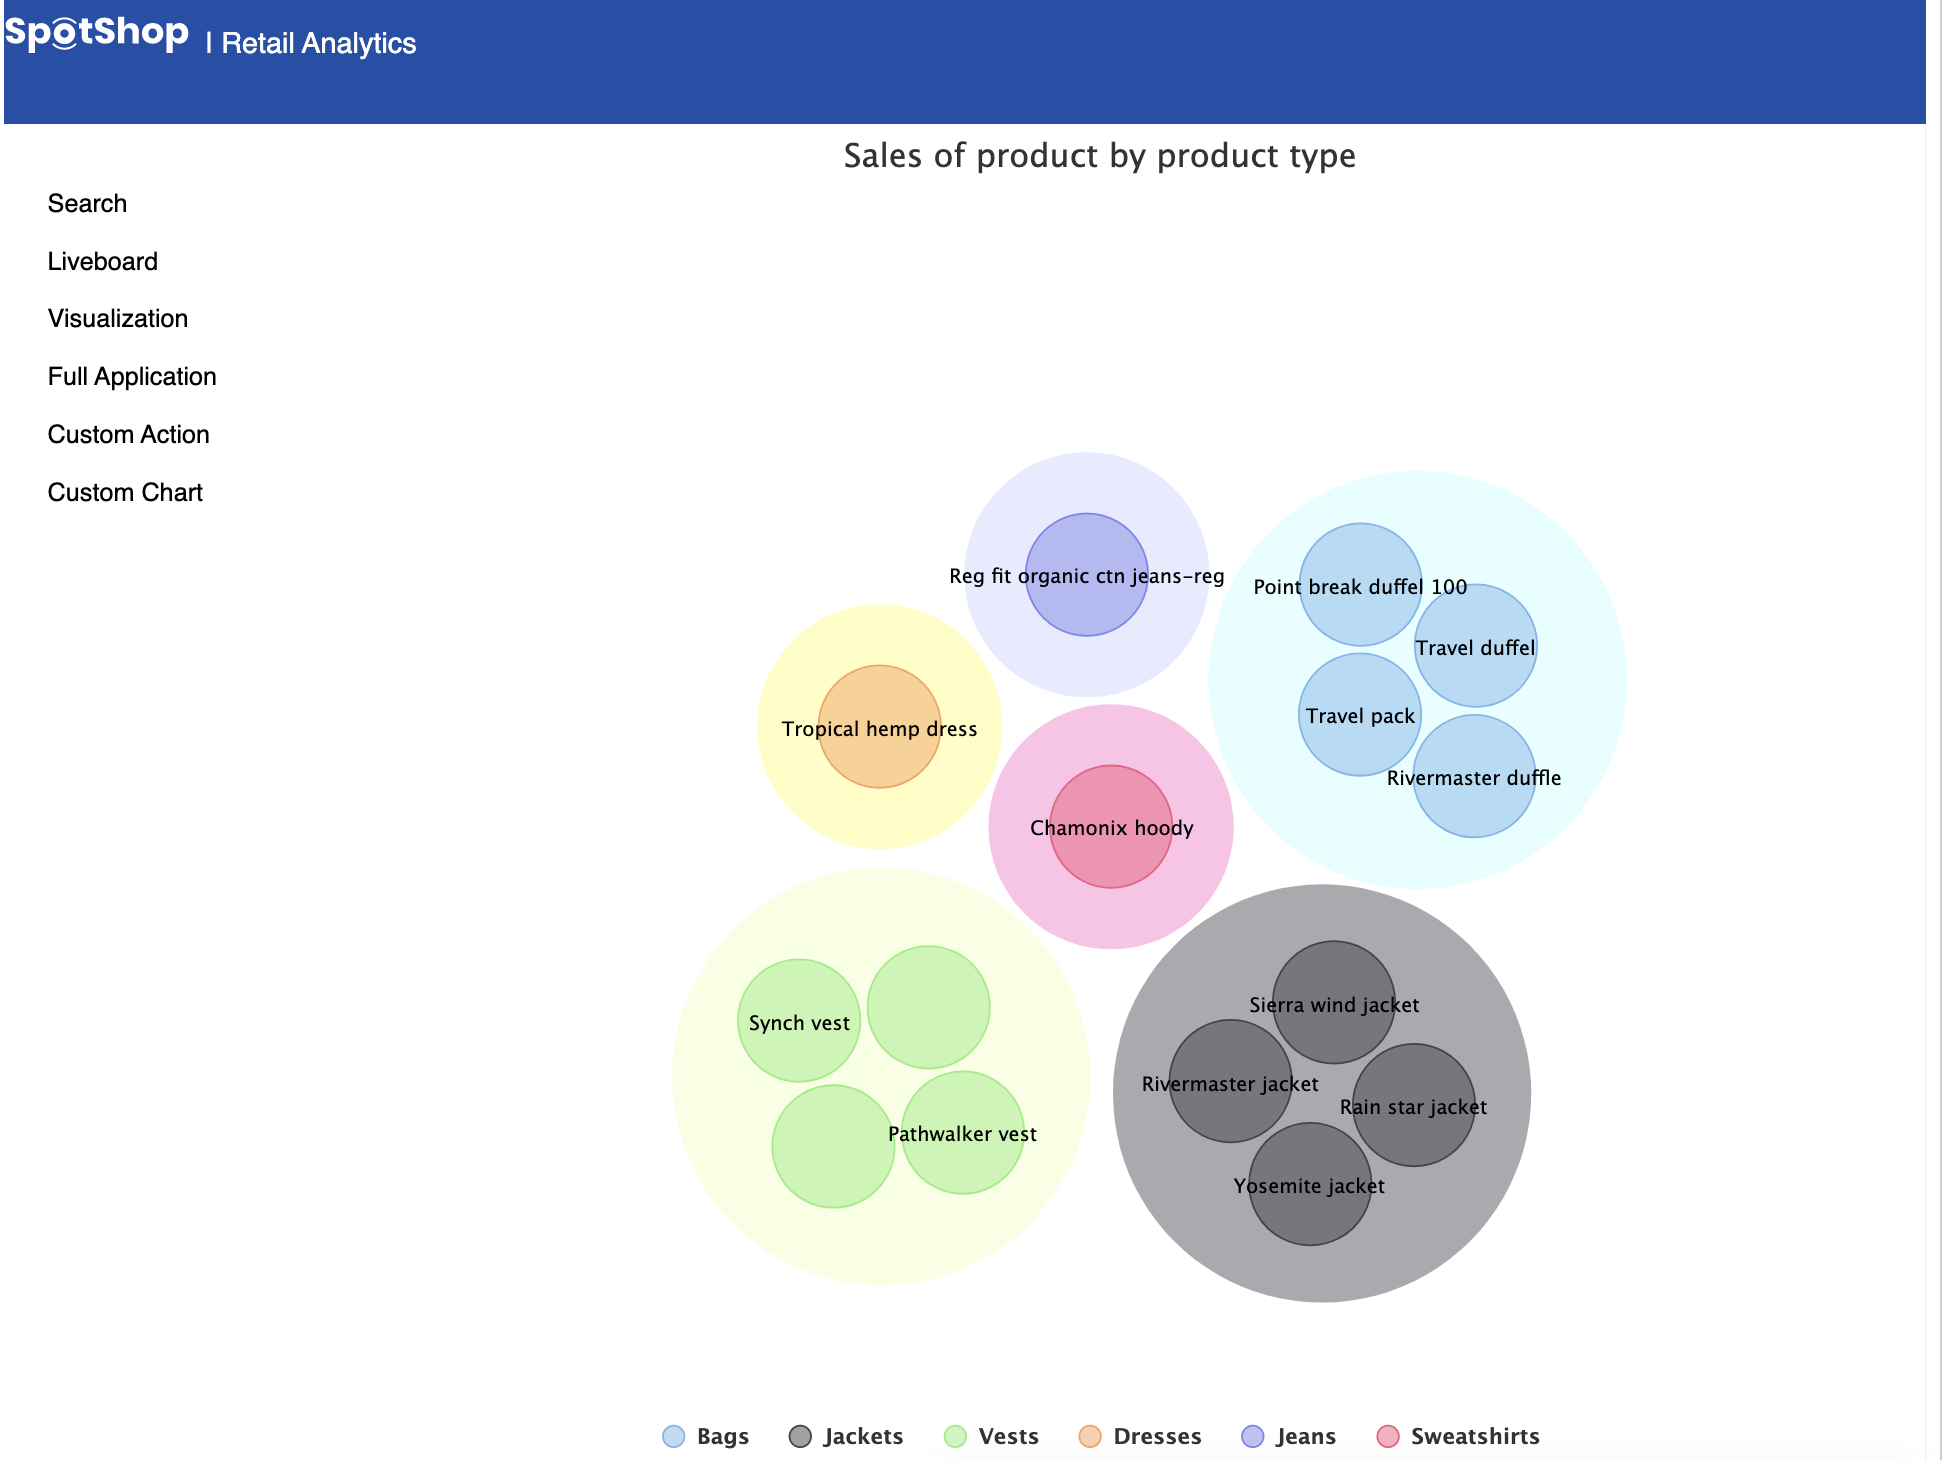 SpotShop | Retail Analytics
Sales of product by product type
Search
Liveboard
Visualization
Full Application
Custom Action
Custom Chart
Reg fit organic ctn jeans-reg
Point break duffel 100
Travel duffel
Travel pack
Rivermaster duffle
Tropical hemp dress
Chamonix hoody
Synch vest
Pathwalker vest
Sierra wind jacket
Rivermaster jacket
Rain star jacket
Yosemite jacket
Bags Jackets Vests Dresses Jeans Sweatshirts